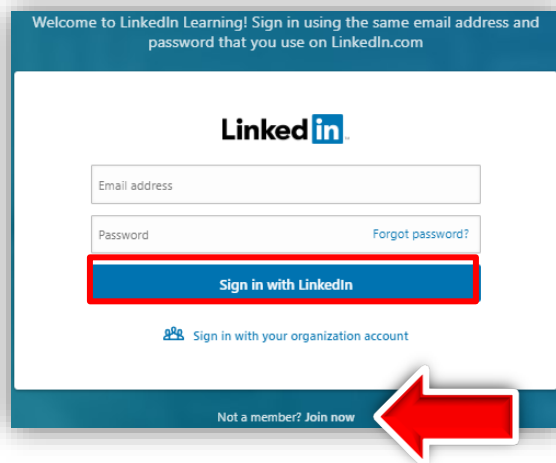 Welcome to LinkedIn Learning! Sign in using the same email address and
password that you use on LinkedIn.com
Linked in
Email address
Password Forgot password?
Sign in with LinkedIn
Sign in with your organization account
Not a member? Join now